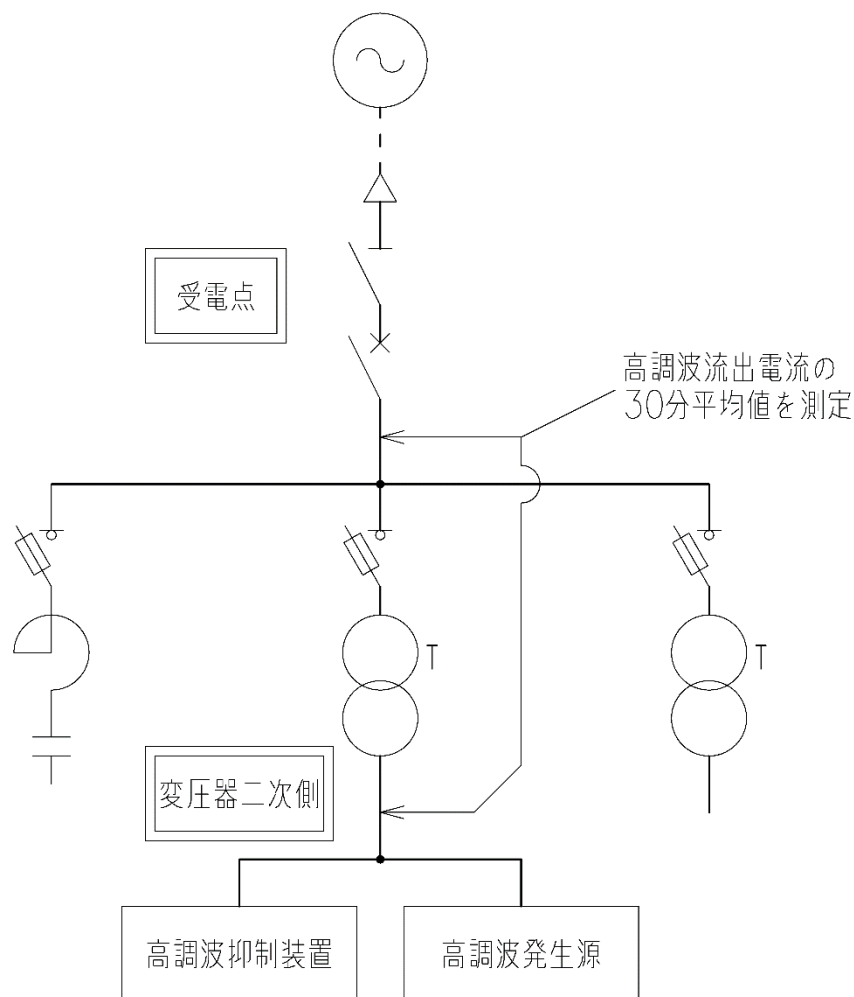 受電点
高調波流出電流の
30分平均値を測定
T
T
変圧器二次側
高調波抑制装置
高調波発生源